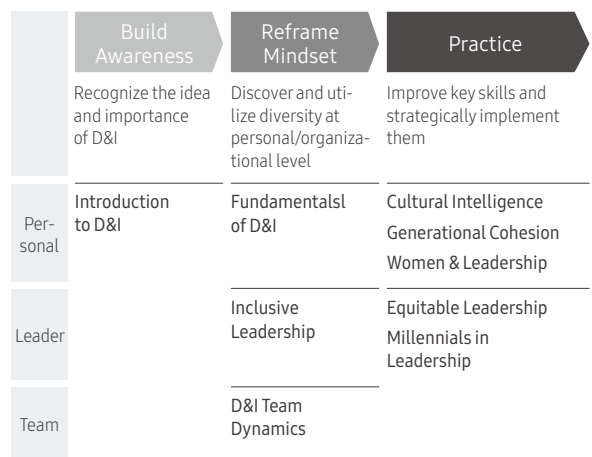 Build
Awareness
Reframe
Mindset
Practice
Recognize the idea
and importance
of D&I
Discover and uti-
lize diversity at
personal/organiza-
tional level
Improve key skills and
strategically implement
them
Per-
sonal
Introduction
to D&I
Fundamentalsl
of D&I
Cultural Intelligence
Generational Cohesion
Women & Leadership
Leader
Inclusive
Leadership
Equitable Leadership
Millennials in
Leadership
Team
D&I Team
Dynamics